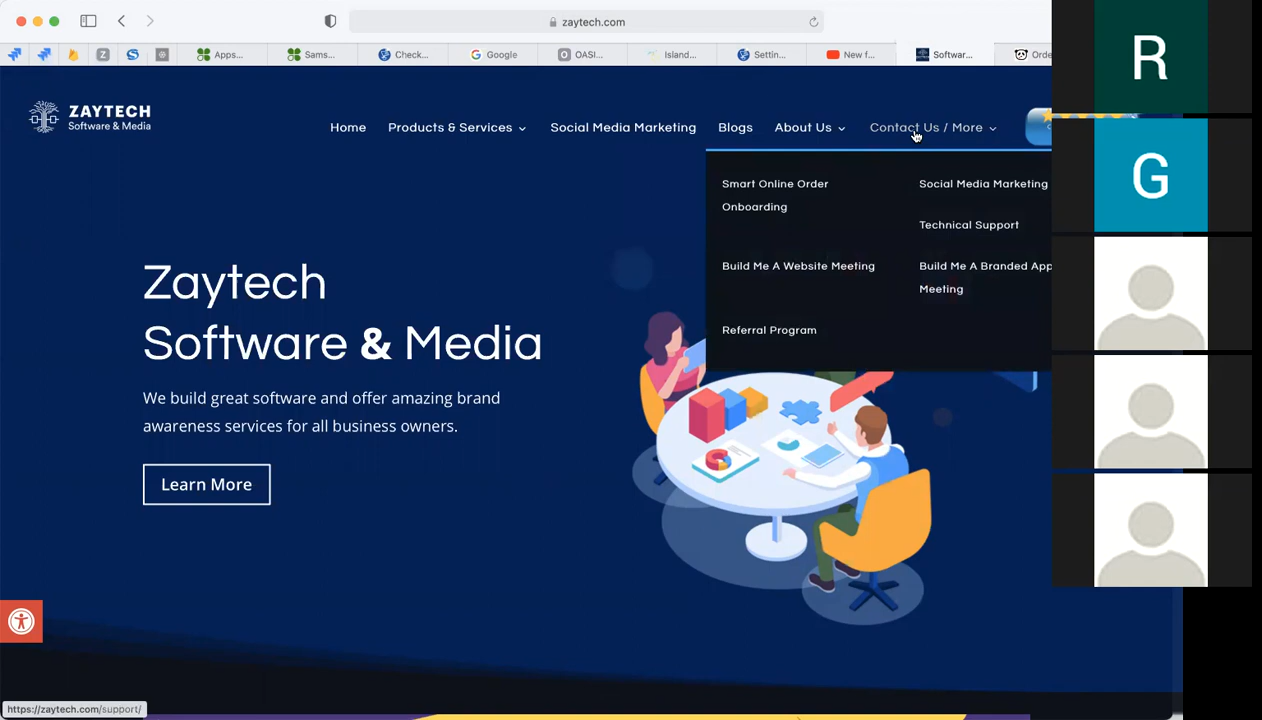 zaytech.com
Z
S
Apps...
Sams...
Check...
Google
OASI...
Island...
Settin...
New f...
Softwar...
Orde
ZAYTECH
Software & Media
Home
Products & Services
Social Media Marketing
Blogs
About Us
Contact Us / More
Smart Online Order
Onboarding
Social Media Marketing
Technical Support
Build Me A Website Meeting
Build Me A Branded App
Meeting
Referral Program
Zaytech
Software & Media
We build great software and offer amazing brand
awareness services for all business owners.
Learn More
https://zaytech.com/support/
R
G